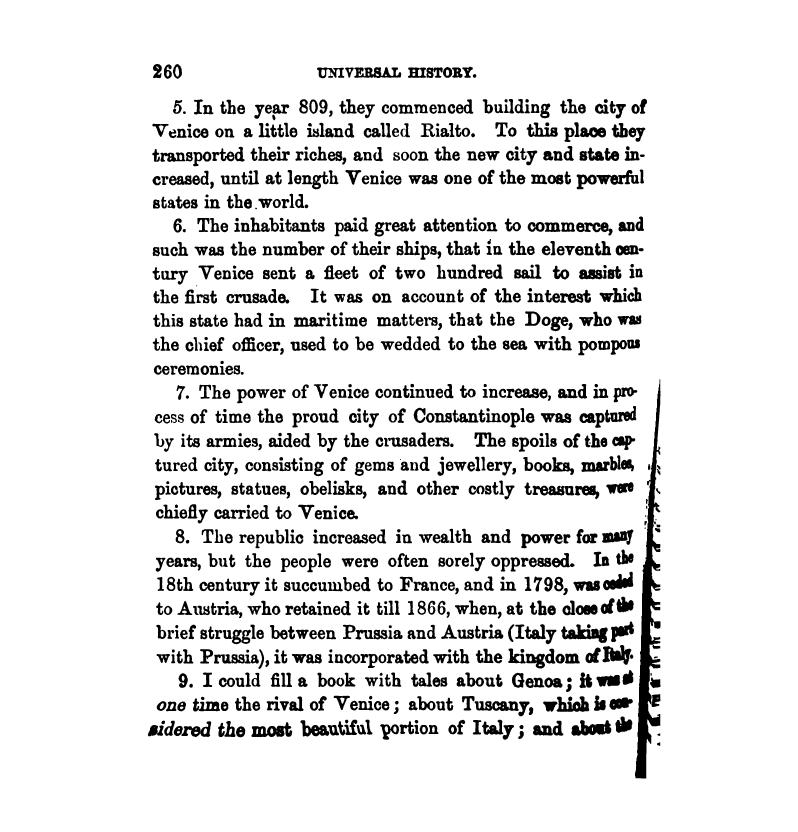 260 UNIVERSAL HISTORY.
5. In the year 809, they commenced building the city of
Venice on a little island called Rialto. To this place they
transported their riches, and soon the new city and state in-
creased, until at length Venice was one of the most powerful
states in the world.
6. The inhabitants paid great attention to commerce, and
such was the number of their ships, that in the eleventh cen-
tury Venice sent a fleet of two hundred sail to assist in
the first crusade. It was on account of the interest which
this state had in maritime matters, that the Doge, who was
the chief officer, used to be wedded to the sea with pompous
ceremonies.
7. The power of Venice continued to increase, and in pro-
cess of time the proud city of Constantinople was captured
by its armies, aided by the crusaders. The spoils of the cap-
tured city, consisting of gems and jewellery, books, marbles,
pictures, statues, obelisks, and other costly treasures, were
chiefly carried to Venice.
8. The republic increased in wealth and power for many
years, but the people were often sorely oppressed. In the
18th century it succumbed to France, and in 1798, was ceded
to Austria, who retained it till 1866, when, at the close of the
brief struggle between Prussia and Austria (Italy taking part
with Prussia), it was incorporated with the kingdom of Italy.
9. I could fill a book with tales about Genoa; it was at
one time the rival of Venice; about Tuscany, which is con-
sidered the most beautiful portion of Italy; and about the